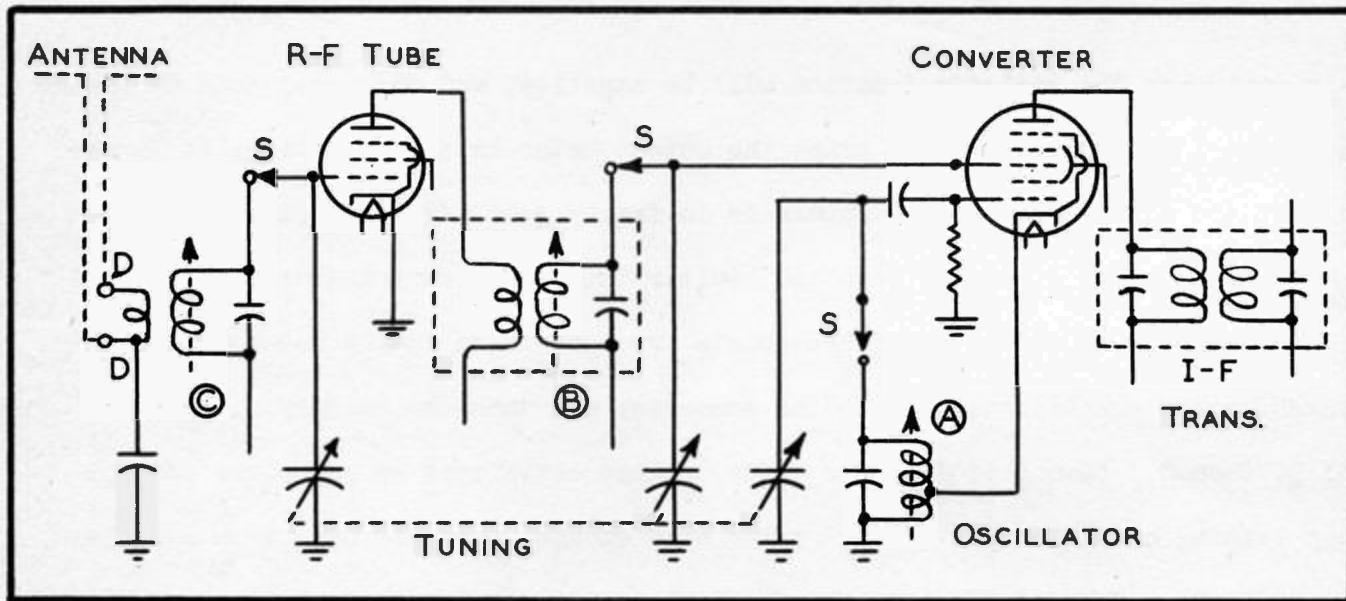 ANTENNA
R-F TUBE
CONVERTER
S
S
D
D
S
C
B
A
I-F
TRANS.
OSCILLATOR
TUNING